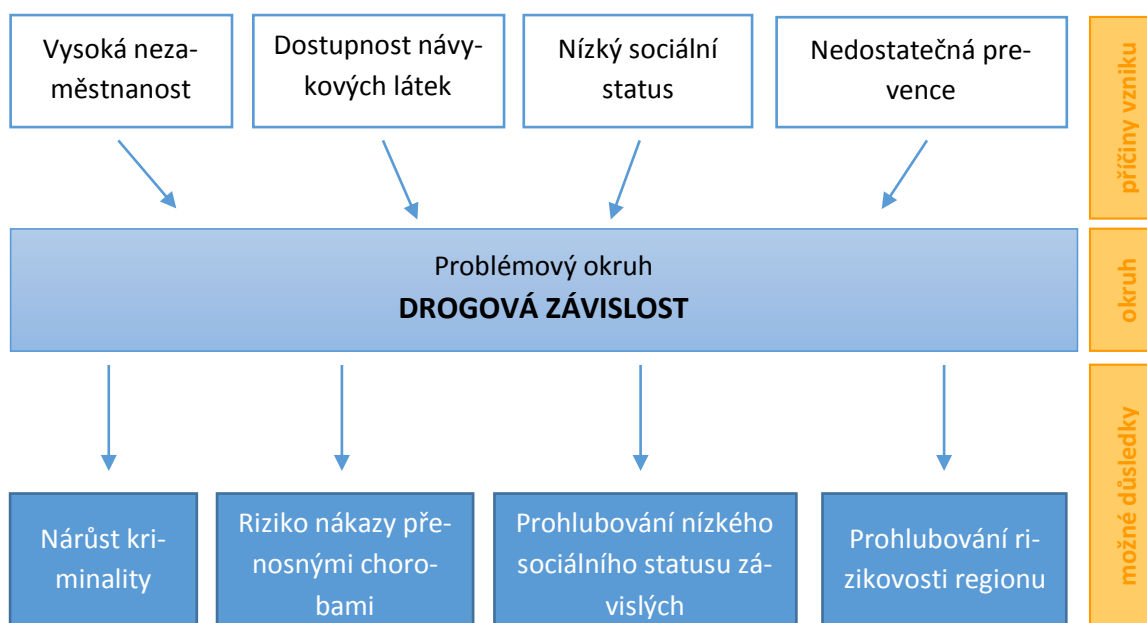 Vysoká neza-
městnanost
Dostupnost návy-
kových látek
Nízký sociální
status
Nedostatečná pre-
vence
příčiny vzniku
Problémový okruh
DROGOVÁ ZÁVISLOST
okruh
Nárůst kri-
minality
Riziko nákazy pře-
nosnými choro-
bami
Prohlubování nízkého
sociálního statusu zá-
vislých
Prohlubování ri-
zikovosti regionu
možné důsledky